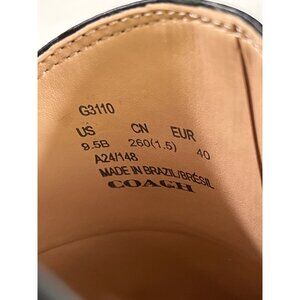 G3110
US CN EUR
9.5B 260(1.5) 40
A24/148
MADE IN BRAZIL/BRÉSIL
COACH